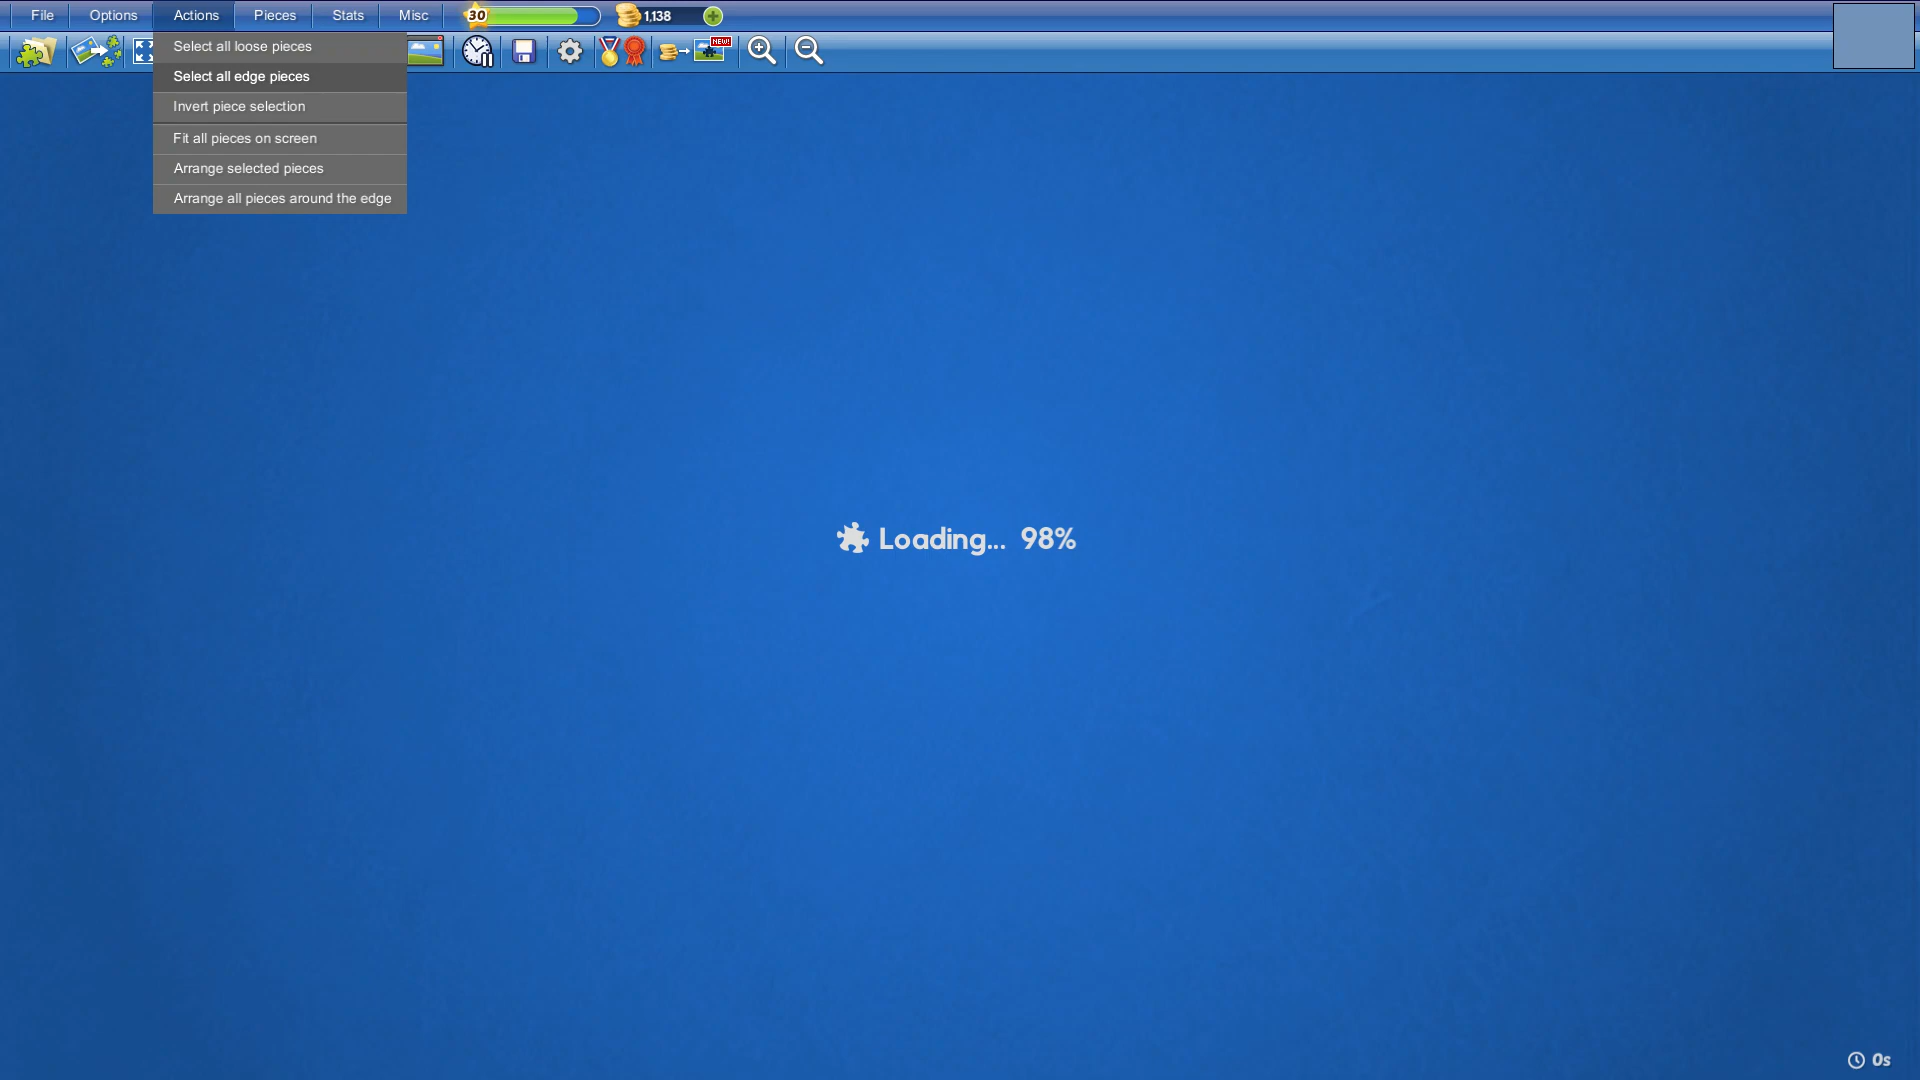 File Options Actions Pieces Stats Misc 30 1,138
Select all loose pieces
NEW!
Select all edge pieces
Invert piece selection
Fit all pieces on screen
Arrange selected pieces
Arrange all pieces around the edge
Loading... 98%
0s